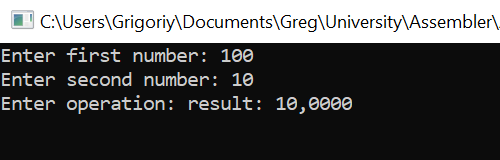 C:\Users\Grigoriy\Documents\Greg\University\Assembler\
Enter first number: 100
Enter second number: 10
Enter operation: result: 10,0000